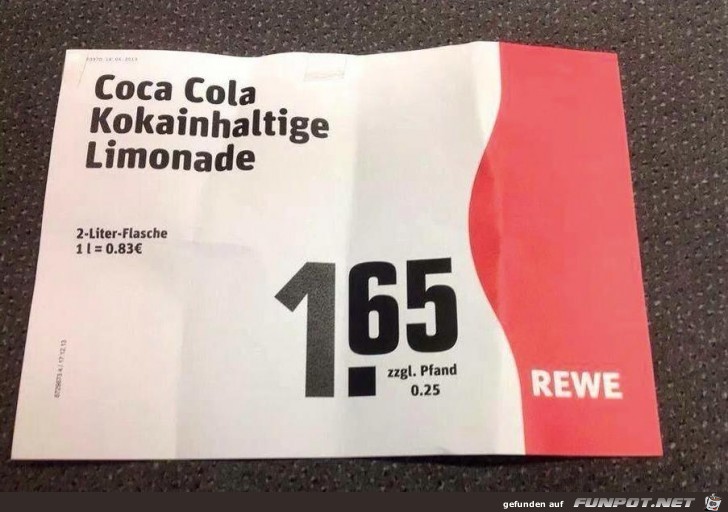 Coca Cola
Kokainhaltige
Limonade
2-Liter-Flasche
1 l = 0.83€
1.65
zzgl. Pfand
0.25
REWE
gefunden auf FUNPOT.NET